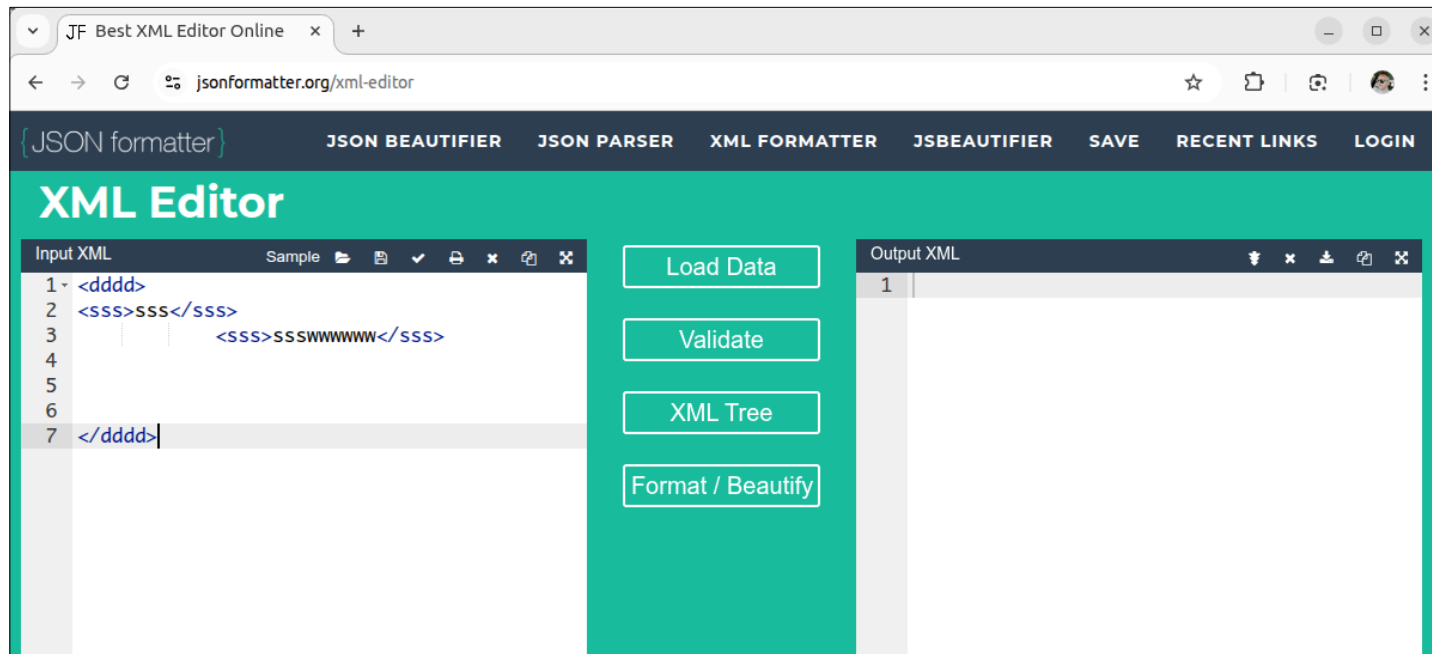 JF Best XML Editor Online
jsonformatter.org/xml-editor
{JSON formatter} JSON BEAUTIFIER JSON PARSER XML FORMATTER JSBEAUTIFIER SAVE RECENT LINKS LOGIN
XML Editor
Input XML Sample
1 <dddd>
2 <sss>sss</sss>
3 <sss>ssswwwwww</sss>
4
5
6
7 </dddd>
Load Data
Validate
XML Tree
Format / Beautify
Output XML
1